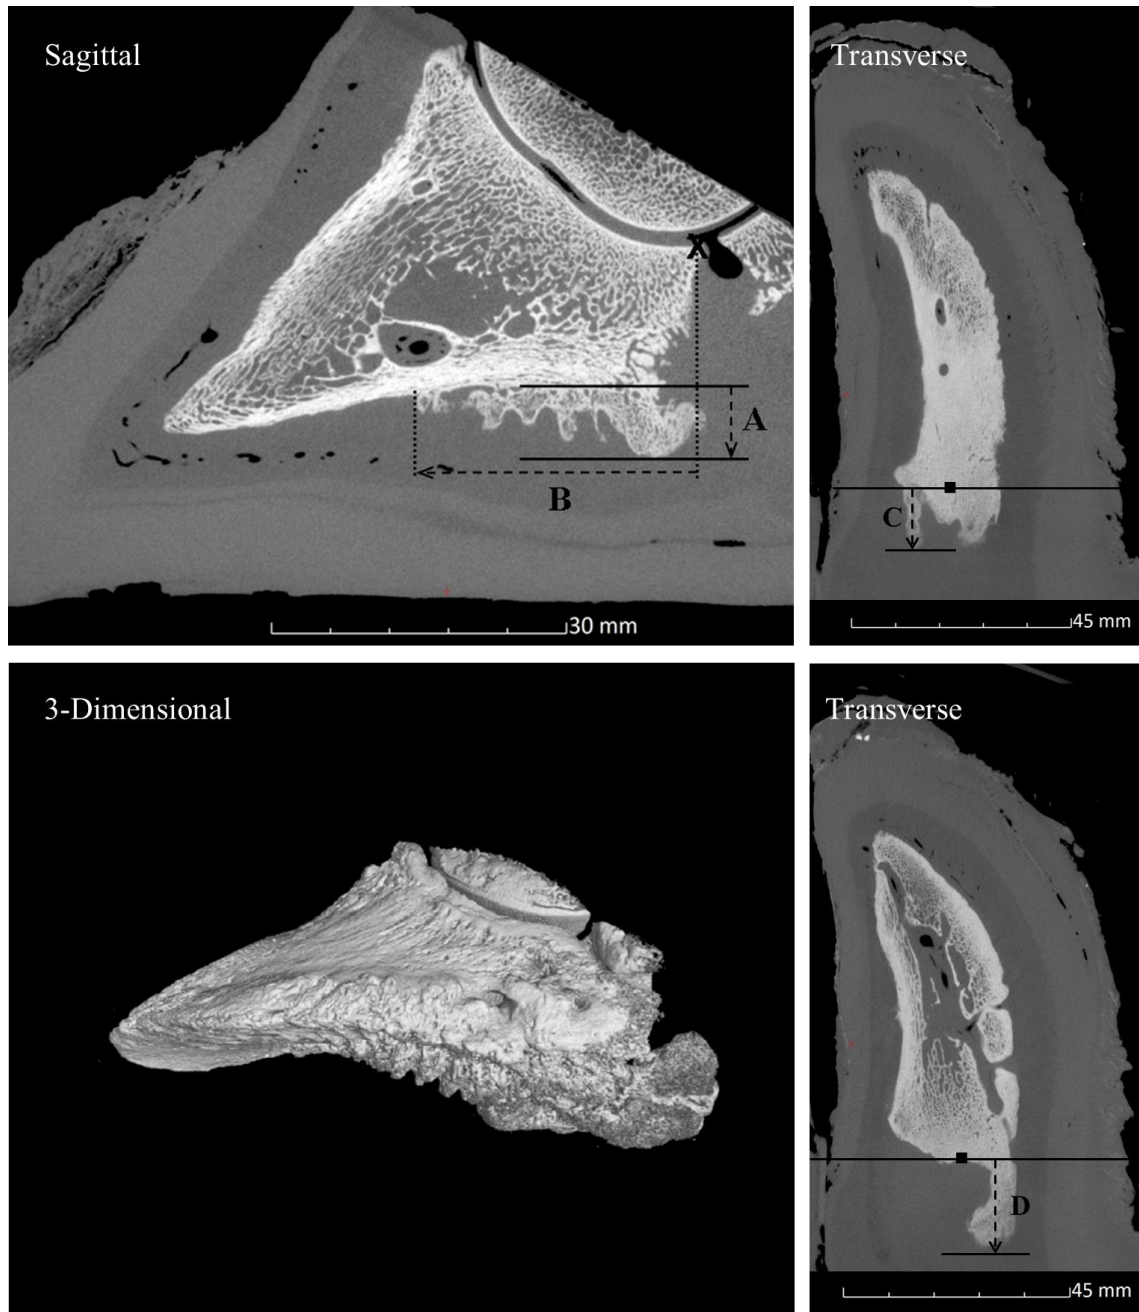 Sagittal
X
A
B
30 mm
Transverse
C
45 mm
3-Dimensional
Transverse
D
45 mm